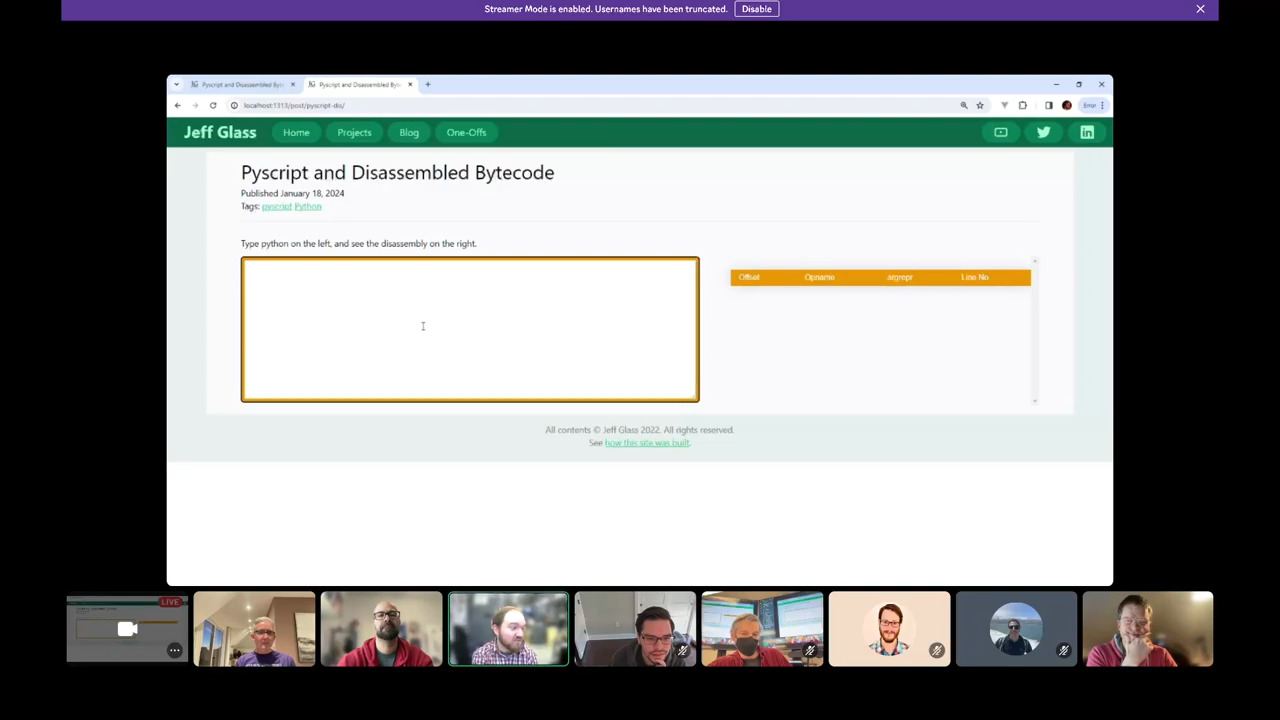 Streamer Mode is enabled. Usernames have been truncated. Disable
Pyscript and Disassembled Byt
Pyscript and Disassembled Byt
localhost:1313/post/pyscript-dis/
Error
Jeff Glass
Home
Projects
Blog
One-Offs
Pyscript and Disassembled Bytecode
Published January 18, 2024
Tags: pyscript Python
Type python on the left, and see the disassembly on the right.
Offset Opname argrepr Line No
All contents © Jeff Glass 2022. All rights reserved.
See how this site was built.
LIVE